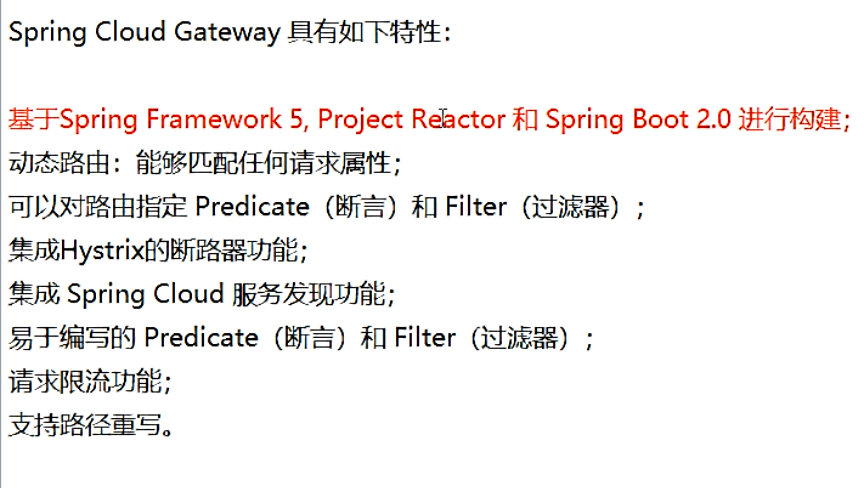 Spring Cloud Gateway 具有如下特性：
基于Spring Framework 5, Project Reactor 和 Spring Boot 2.0 进行构建；
动态路由：能够匹配任何请求属性；
可以对路由指定 Predicate（断言）和 Filter（过滤器）；
集成Hystrix的断路器功能；
集成 Spring Cloud 服务发现功能；
易于编写的 Predicate（断言）和 Filter（过滤器）；
请求限流功能；
支持路径重写。